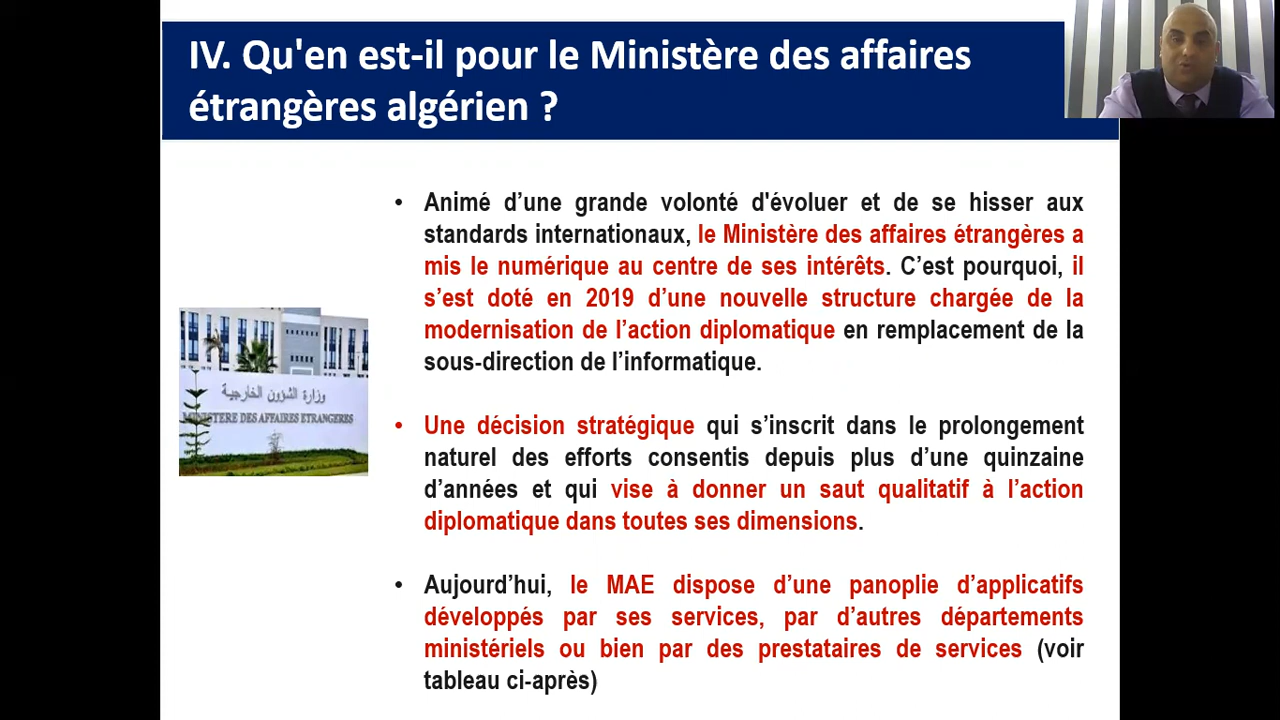 IV. Qu'en est-il pour le Ministère des affaires
étrangères algérien ?
• Animé d’une grande volonté d'évoluer et de se hisser aux
standards internationaux, le Ministère des affaires étrangères a
mis le numérique au centre de ses intérêts. C’est pourquoi, il
s’est doté en 2019 d’une nouvelle structure chargée de la
modernisation de l’action diplomatique en remplacement de la
sous-direction de l’informatique.
وزارة الشؤون الخارجية
MINISTERE DES AFFAIRES ETRANGERES
• Une décision stratégique qui s’inscrit dans le prolongement
naturel des efforts consentis depuis plus d’une quinzaine
d’années et qui vise à donner un saut qualitatif à l’action
diplomatique dans toutes ses dimensions.
• Aujourd’hui, le MAE dispose d’une panoplie d’applicatifs
développés par ses services, par d’autres départements
ministériels ou bien par des prestataires de services (voir
tableau ci-après)